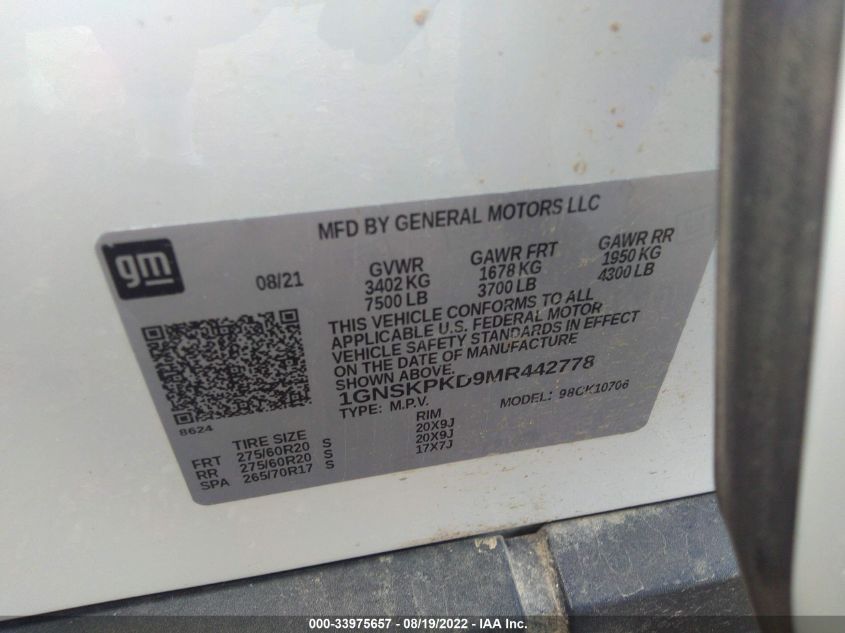 MFD BY GENERAL MOTORS LLC
gm
08/21
GVWR GAWR FRT GAWR RR
3402 KG 1678 KG 1950 KG
7500 LB 3700 LB 4300 LB
THIS VEHICLE CONFORMS TO ALL
APPLICABLE U.S. FEDERAL MOTOR
VEHICLE SAFETY STANDARDS IN EFFECT
ON THE DATE OF MANUFACTURE
SHOWN ABOVE.
1GNSKPKD9MR442778
TYPE: M.P.V. MODEL: 98CK10706
8624
TIRE SIZE RIM
FRT 275/60R20 S 20X9J
RR 275/60R20 S 20X9J
SPA 265/70R17 S 17X7J
000-33975657 - 08/19/2022 - IAA Inc.